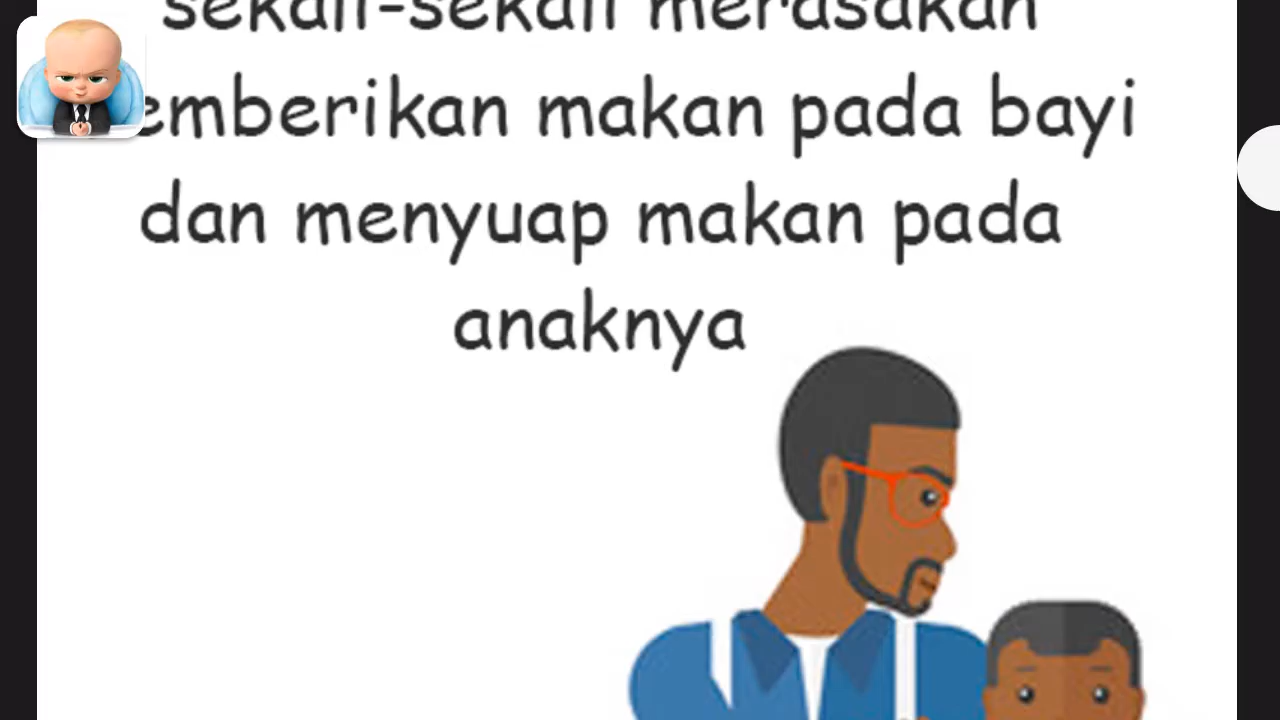 sekali-sekali merasakan
emberikan makan pada bayi
dan menyuap makan pada
anaknya